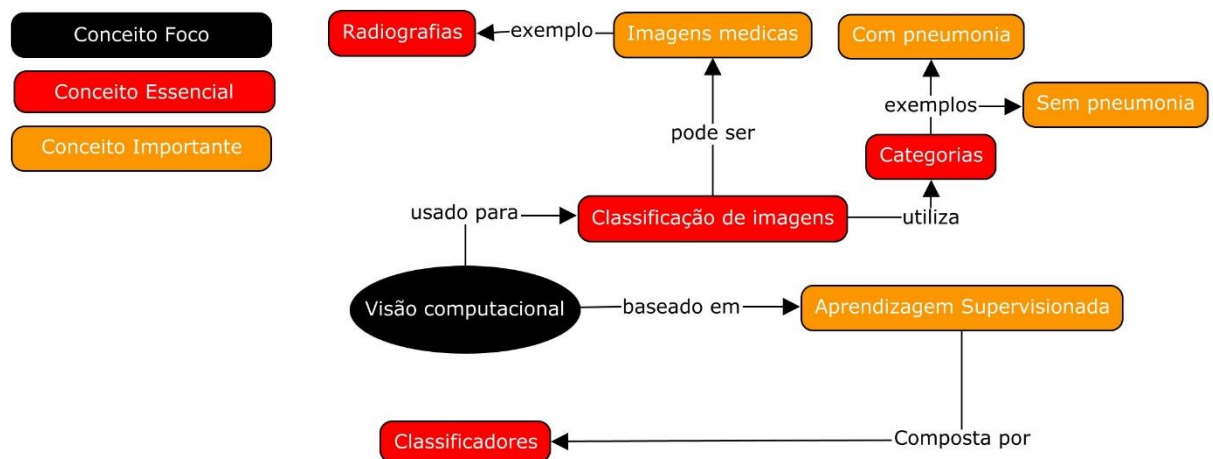 Conceito Foco
Conceito Essencial
Conceito Importante
Radiografias
exemplo
Imagens medicas
Com pneumonia
exemplos
Sem pneumonia
pode ser
Categorias
usado para
Classificação de imagens
utiliza
Visão computacional
baseado em
Aprendizagem Supervisionada
Classificadores
Composta por